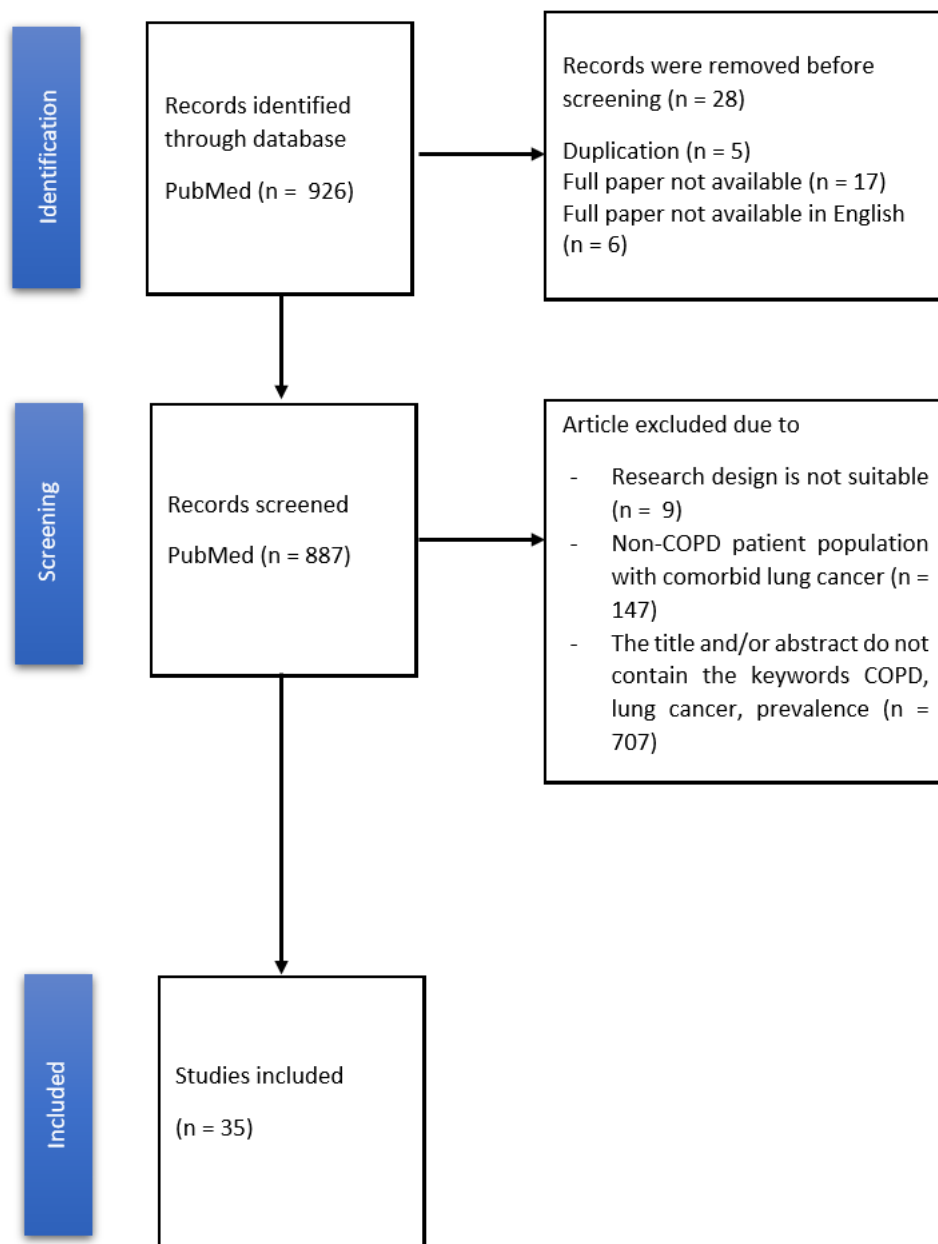 Identification
Records identified
through database
PubMed (n =  926)
Records were removed before
screening (n = 28)
Duplication (n = 5)
Full paper not available (n = 17)
Full paper not available in English
(n = 6)
Screening
Records screened
PubMed (n = 887)
Article excluded due to
- Research design is not suitable
(n =  9)
- Non-COPD patient population
with comorbid lung cancer (n =
147)
- The title and/or abstract do not
contain the keywords COPD,
lung cancer, prevalence (n =
707)
Included
Studies included
(n = 35)